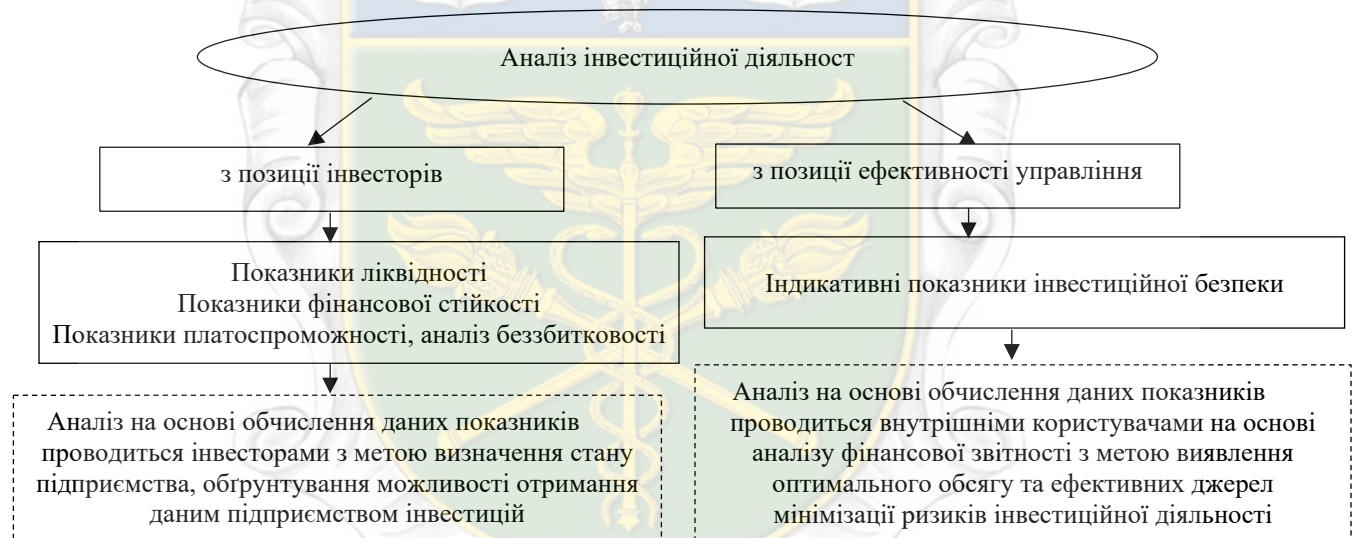 Аналіз інвестиційної діяльност
з позиції інвесторів
з позиції ефективності управління
Показники ліквідності
Показники фінансової стійкості
Показники платоспроможності, аналіз беззбитковості
Індикативні показники інвестиційної безпеки
Аналіз на основі обчислення даних показників
проводиться інвесторами з метою визначення стану
підприємства, обґрунтування можливості отримання
даним підприємством інвестицій
Аналіз на основі обчислення даних показників
проводиться внутрішніми користувачами на основі
аналізу фінансової звітності з метою виявлення
оптимального обсягу та ефективних джерел
мінімізації ризиків інвестиційної діяльності